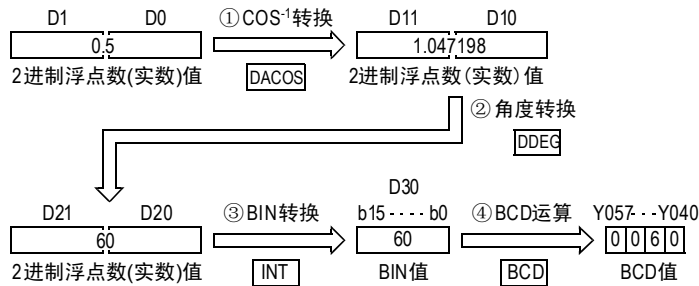 D1 D0 ①COS-1转换 D11 D10
0.5 1.047198
2进制浮点数(实数)值 DACOS 2进制浮点数(实数)值
②角度转换
DDEG
D30
D21 D20 ③BIN转换 b15 - - - - b0 ④BCD运算 Y057- - -Y040
60 60 0 0 6 0
2进制浮点数(实数)值 INT BIN值 BCD BCD值